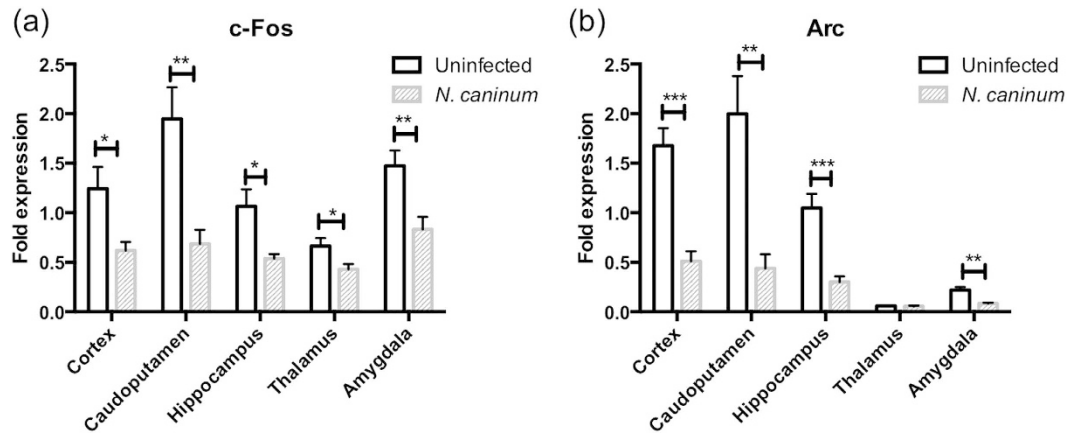 (a)
c-Fos
Uninfected
N. caninum
Fold expression
2.5
2.0
1.5
1.0
0.5
0.0
*
**
*
*
**
Cortex
Caudoputamen
Hippocampus
Thalamus
Amygdala
(b)
Arc
Uninfected
N. caninum
Fold expression
2.5
2.0
1.5
1.0
0.5
0.0
***
**
***
**
Cortex
Caudoputamen
Hippocampus
Thalamus
Amygdala